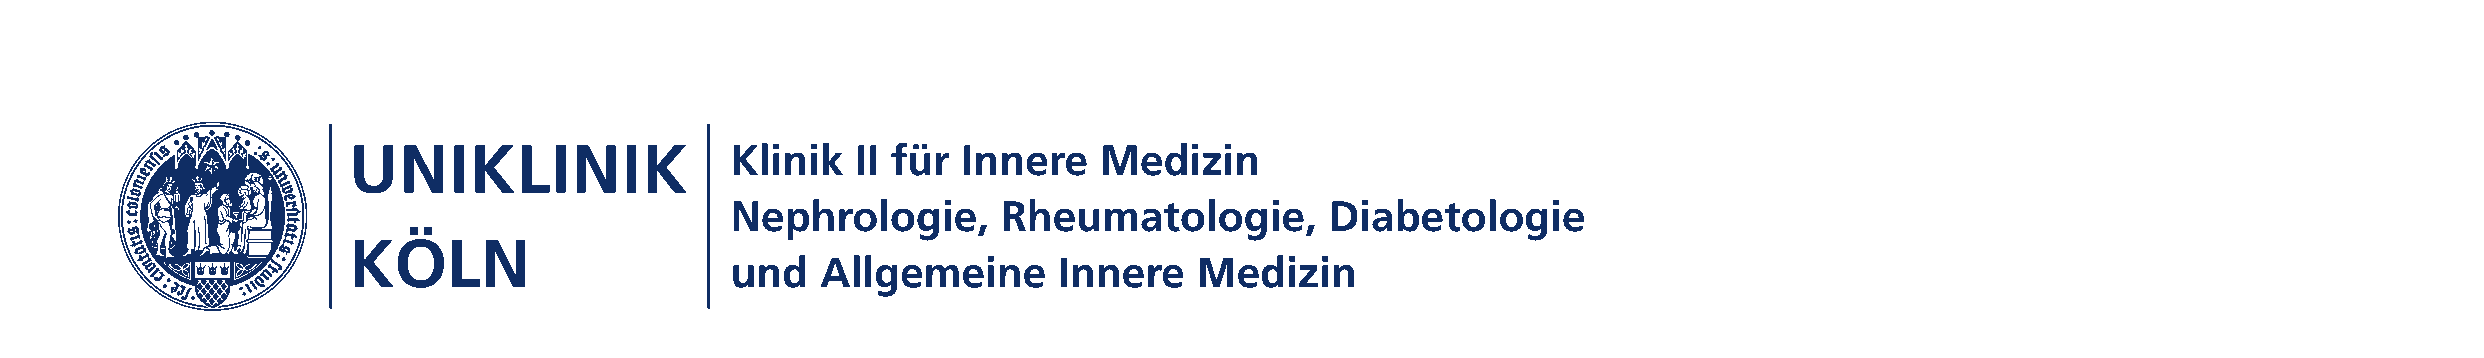 UNIKLINIK
KÖLN
Klinik II für Innere Medizin
Nephrologie, Rheumatologie, Diabetologie
und Allgemeine Innere Medizin